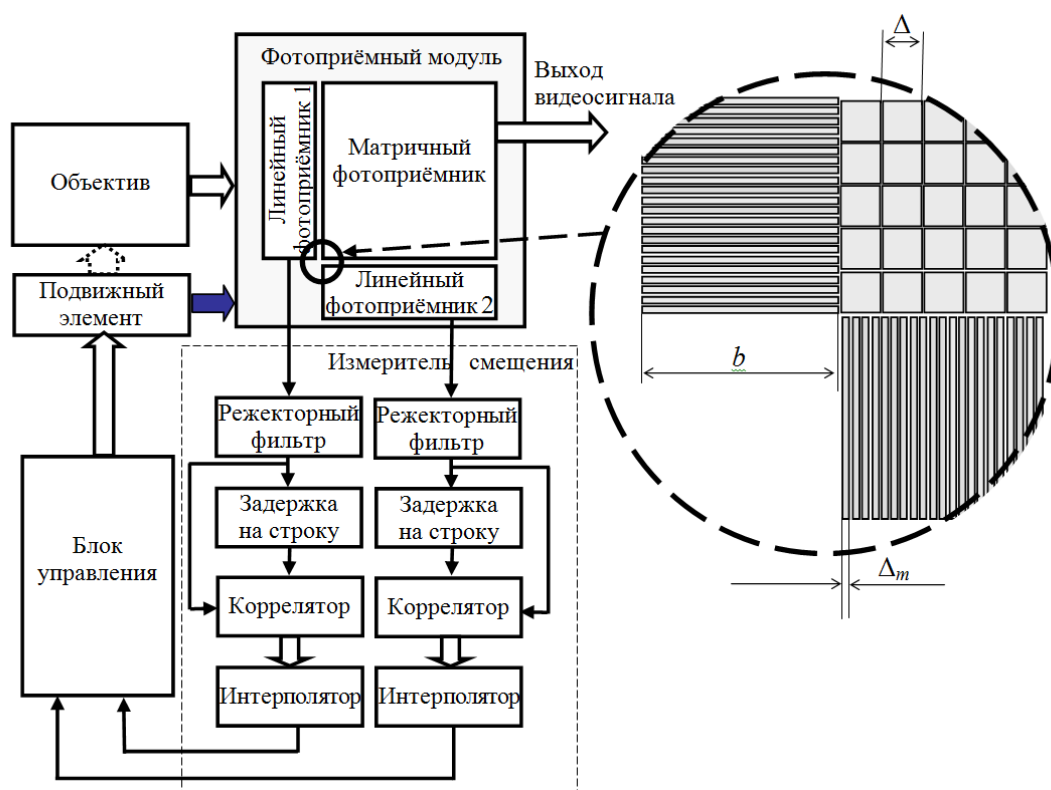 Фотоприёмный модуль
Линейный
фотоприёмник 1
Матричный
фотоприёмник
Линейный
фотоприёмник 2
Выход
видеосигнала
Объектив
Подвижный
элемент
Блок
управления
Измеритель смещения
Режекторный
фильтр
Задержка
на строку
Коррелятор
Интерполятор
Режекторный
фильтр
Задержка
на строку
Коррелятор
Интерполятор
Δ
b
Δm